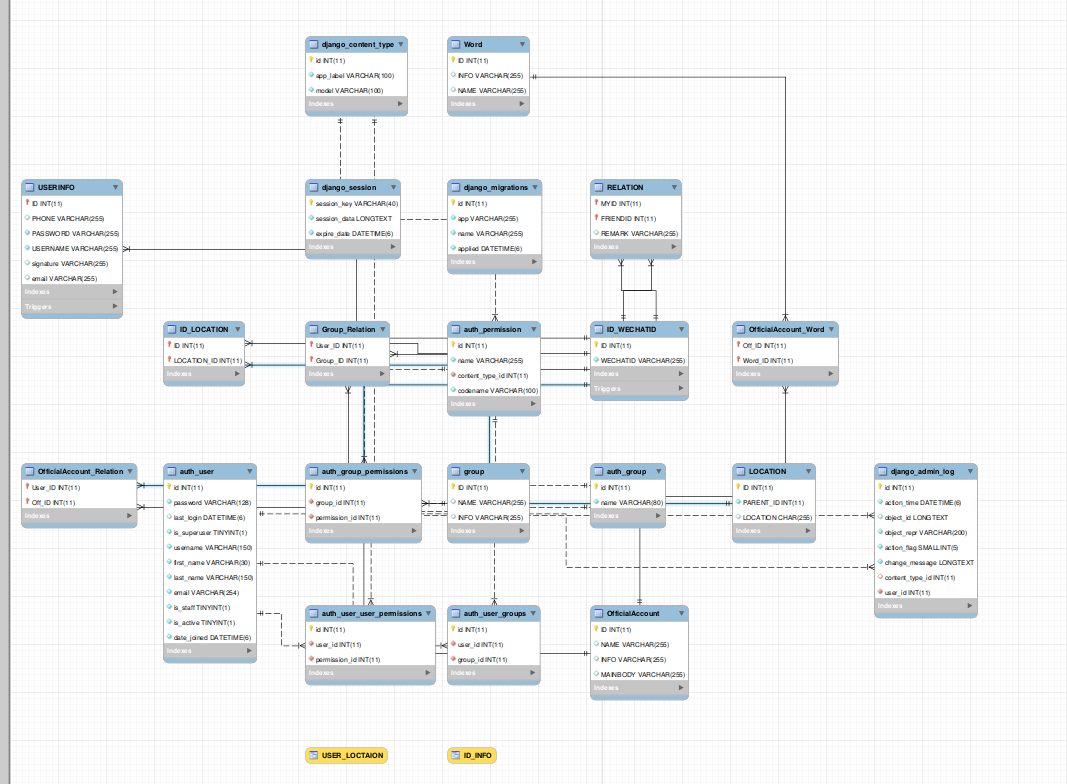 django_content_type
id INT(11)
app_label VARCHAR(100)
model VARCHAR(100)
Indexes
Word
ID INT(11)
INFO VARCHAR(255)
NAME VARCHAR(255)
Indexes
USERINFO
ID INT(11)
PHONE VARCHAR(255)
PASSWORD VARCHAR(255)
USERNAME VARCHAR(255)
signature VARCHAR(255)
email VARCHAR(255)
Indexes
Triggers
django_session
session_key VARCHAR(40)
session_data LONGTEXT
expire_date DATETIME(6)
Indexes
django_migrations
id INT(11)
app VARCHAR(255)
name VARCHAR(255)
applied DATETIME(6)
Indexes
RELATION
MYID INT(11)
FRIENDID INT(11)
REMARK VARCHAR(255)
Indexes
ID_LOCATION
ID INT(11)
LOCATION_ID INT(11)
Indexes
Group_Relation
User_ID INT(11)
Group_ID INT(11)
Indexes
auth_permission
id INT(11)
name VARCHAR(255)
content_type_id INT(11)
codename VARCHAR(100)
Indexes
ID_WECHATID
ID INT(11)
WECHATID VARCHAR(255)
Indexes
Triggers
OfficialAccount_Word
Off_ID INT(11)
Word_ID INT(11)
Indexes
OfficialAccount_Relation
User_ID INT(11)
Off_ID INT(11)
Indexes
auth_user
id INT(11)
password VARCHAR(128)
last_login DATETIME(6)
is_superuser TINYINT(1)
username VARCHAR(150)
first_name VARCHAR(30)
last_name VARCHAR(150)
email VARCHAR(254)
is_staff TINYINT(1)
is_active TINYINT(1)
date_joined DATETIME(6)
Indexes
auth_group_permissions
id INT(11)
group_id INT(11)
permission_id INT(11)
Indexes
group
ID INT(11)
NAME VARCHAR(255)
INFO VARCHAR(255)
Indexes
auth_group
id INT(11)
name VARCHAR(80)
Indexes
LOCATION
ID INT(11)
PARENT_ID INT(11)
LOCATION CHAR(255)
Indexes
django_admin_log
id INT(11)
action_time DATETIME(6)
object_id LONGTEXT
object_repr VARCHAR(200)
action_flag SMALLINT(5)
change_message LONGTEXT
content_type_id INT(11)
user_id INT(11)
Indexes
auth_user_user_permissions
id INT(11)
user_id INT(11)
permission_id INT(11)
Indexes
auth_user_groups
id INT(11)
user_id INT(11)
group_id INT(11)
Indexes
OfficialAccount
ID INT(11)
NAME VARCHAR(255)
INFO VARCHAR(255)
MAINBODY VARCHAR(255)
Indexes
USER_LOCTAION
ID_INFO